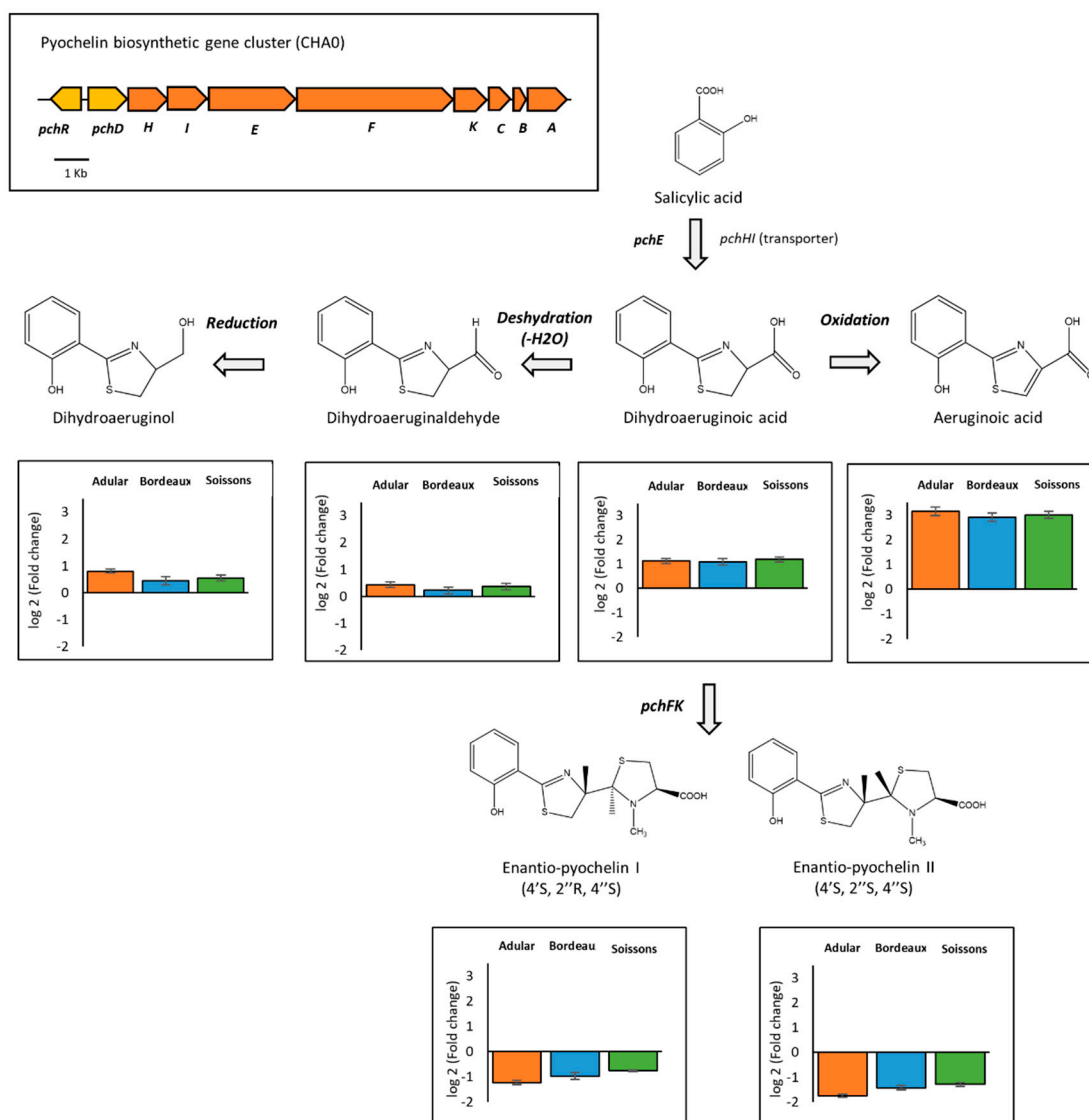 Pyochelin biosynthetic gene cluster (CHA0)
pchR pchD H I E F K C B A
1 Kb
COOH
OH
Salicylic acid
pchE
pchHI (transporter)
OH
N
S
OH
Dihydroaeruginol
Reduction
H
N
O
S
OH
Dihydroaeruginaldehyde
Deshydration
(-H2O)
OH
N
O
S
OH
Dihydroaeruginoic acid
Oxidation
OH
N
O
S
OH
Aeruginoic acid
Adular Bordeaux Soissons
log 2 (Fold change)
3
2
1
0
-1
-2
Adular Bordeaux Soissons
log 2 (Fold change)
3
2
1
0
-1
-2
Adular Bordeaux Soissons
log 2 (Fold change)
3
2
1
0
-1
-2
Adular Bordeaux Soissons
log 2 (Fold change)
3
2
1
0
-1
-2
pchFK
S
N
N
COOH
OH
S
CH3
Enantio-pyochelin I
(4'S, 2''R, 4''S)
S
N
N
COOH
OH
S
CH3
Enantio-pyochelin II
(4'S, 2''S, 4''S)
Adular Bordeau Soissons
log 2 (Fold change)
3
2
1
0
-1
-2
Adular Bordeaux Soissons
log 2 (Fold change)
3
2
1
0
-1
-2